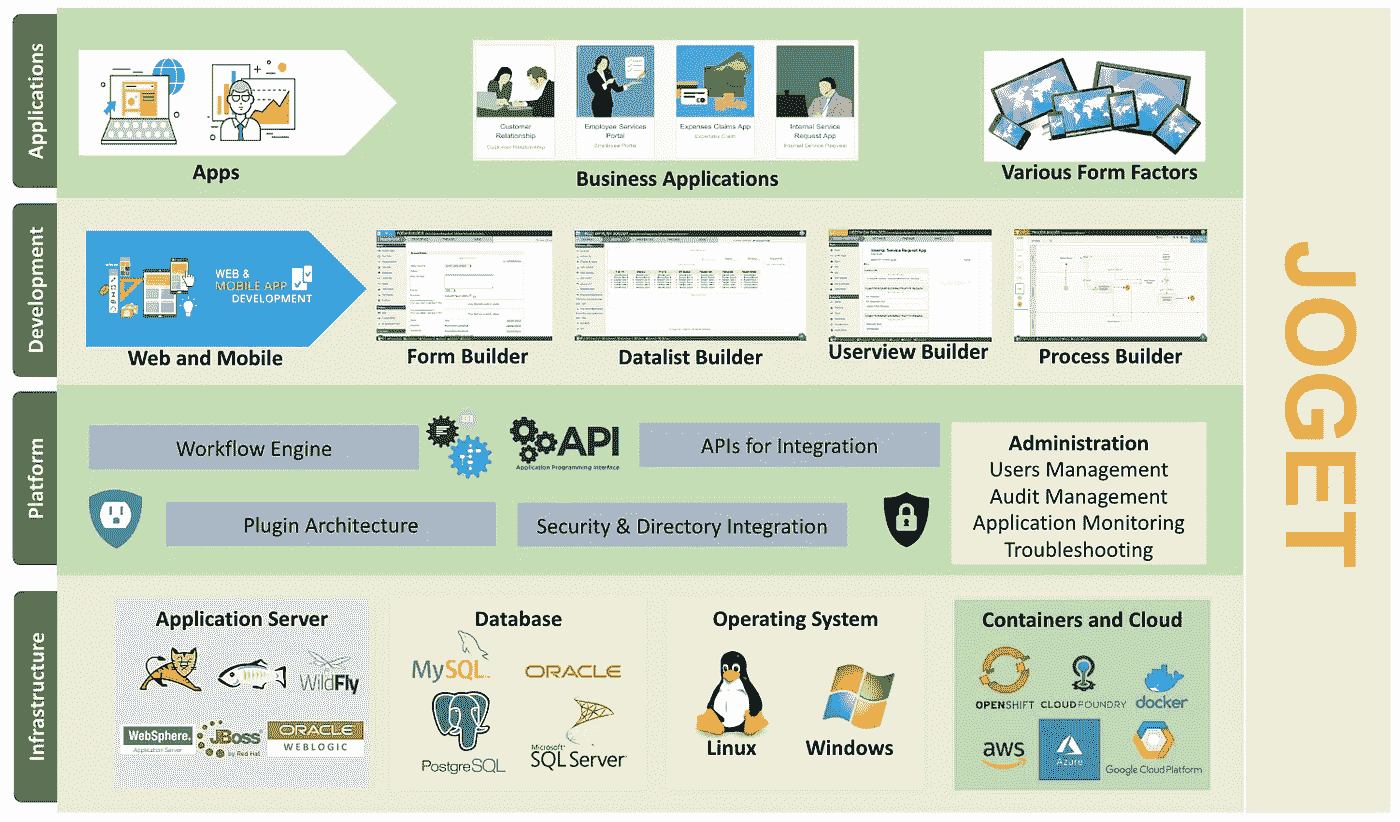 Applications
Apps
Customer
Relationship
Customer Relationship
Employee Services
Portal
Employee Portal
Expenses Claims App
Expenses Claim
Internal Service
Request App
Internal Service Request
Business Applications
Various Form Factors
Development
WEB &
MOBILE APP
DEVELOPMENT
Web and Mobile
Form Builder
Datalist Builder
Internal Service Request App
Userview Builder
Process Builder
Platform
Workflow Engine
API
Application Programming Interface
APIs for Integration
Plugin Architecture
Security & Directory Integration
Administration
Users Management
Audit Management
Application Monitoring
Troubleshooting
Infrastructure
Application Server
WildFly
WebSphere.
Application Server
JBoss
by Red Hat
ORACLE
WEBLOGIC
Database
MySQL
ORACLE
PostgreSQL
Microsoft
SQL Server
Operating System
Linux
Windows
Containers and Cloud
OPENSHIFT
CLOUDFOUNDRY
docker
aws
Azure
Google Cloud Platform
JOGET